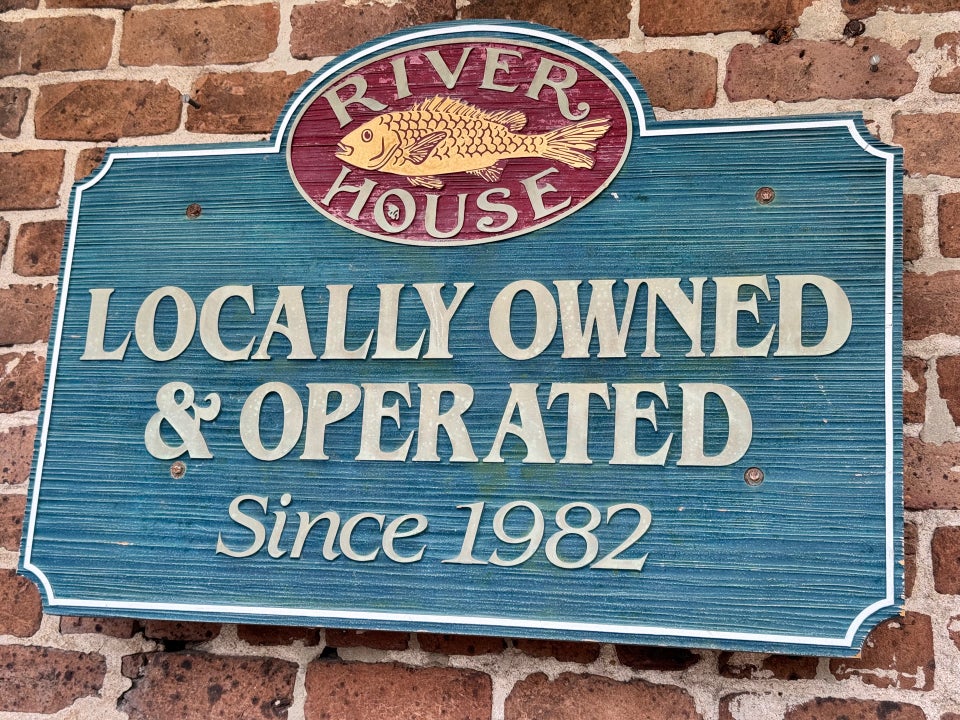 RIVER
HOUSE
LOCALLY OWNED
& OPERATED
Since 1982